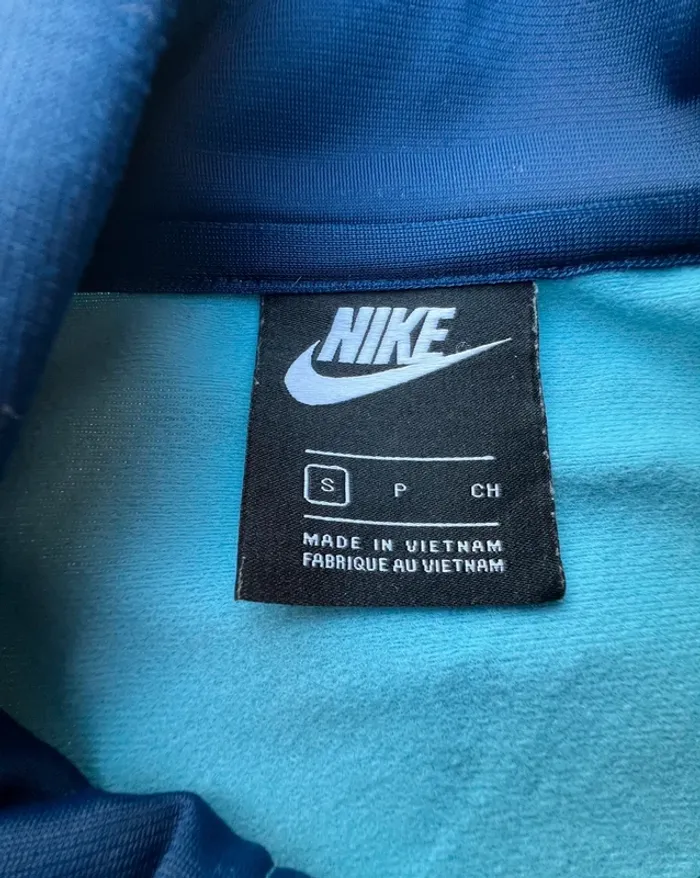 NIKE
S P CH
MADE IN VIETNAM
FABRIQUE AU VIETNAM